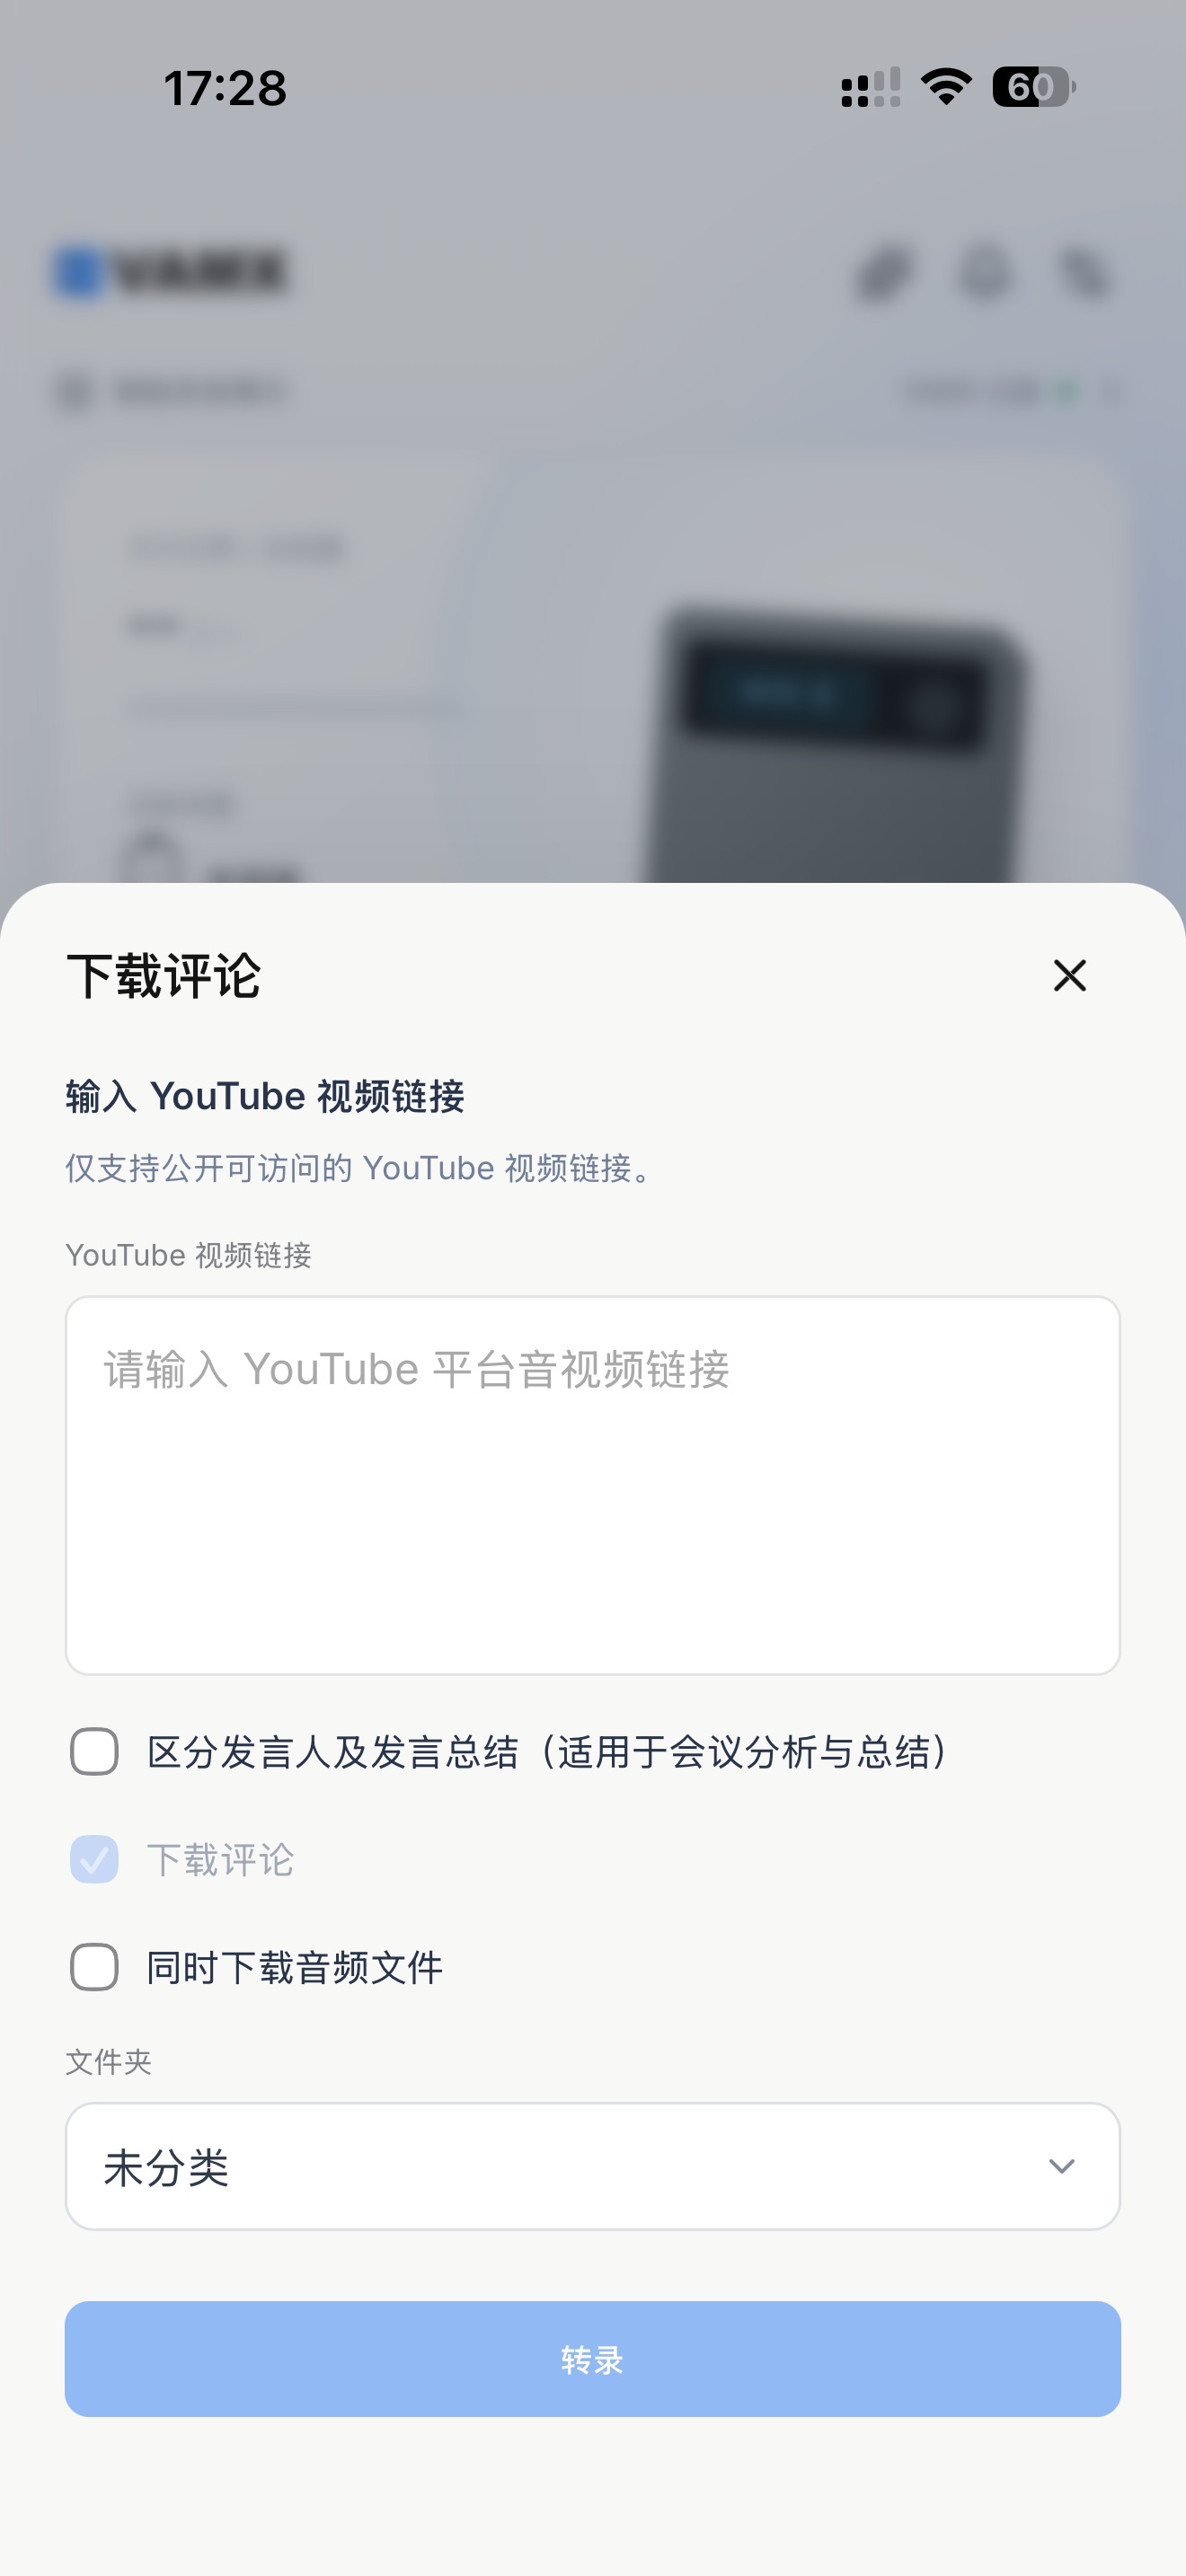 17:28
60
VAMX
下载评论
输入 YouTube 视频链接
仅支持公开可访问的 YouTube 视频链接。
YouTube 视频链接
请输入 YouTube 平台音视频链接
区分发言人及发言总结（适用于会议分析与总结）
下载评论
同时下载音频文件
文件夹
未分类
转录